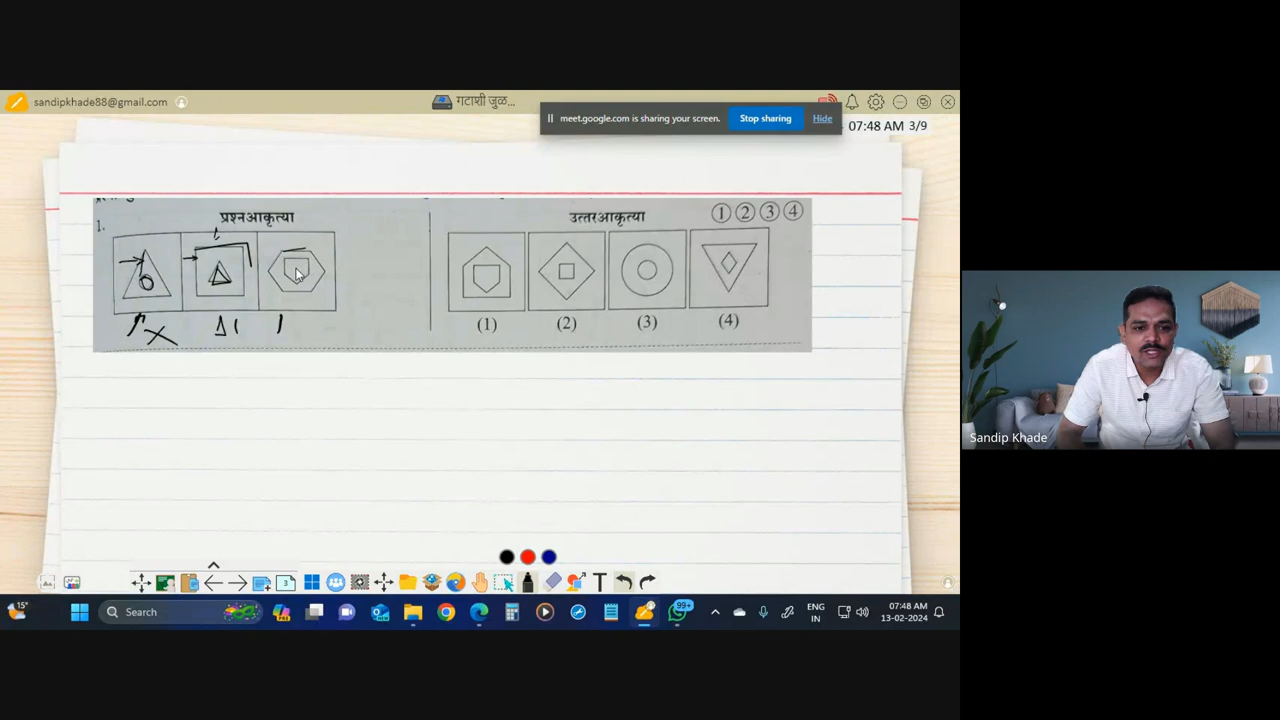 sandipkhade88@gmail.com
गटाशी जुळ...
meet.google.com is sharing your screen.
Stop sharing
Hide
07:48 AM 3/9
1.
प्रश्नआकृत्या
उत्तरआकृत्या
① ② ③ ④
(1) (2) (3) (4)
Sandip Khade
T
15°
Search
PRE
99+
ENG
IN
07:48 AM
13-02-2024